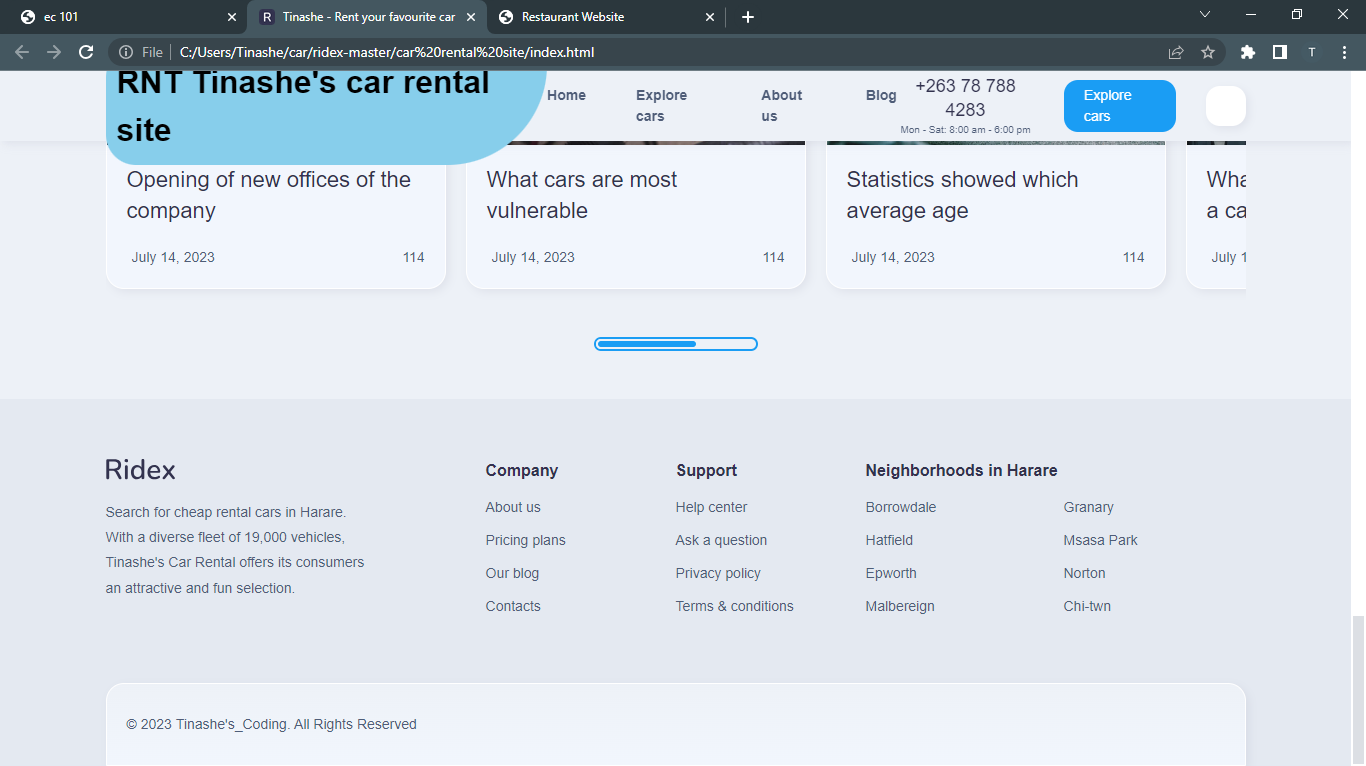 ec 101
R Tinashe - Rent your favourite car
Restaurant Website
File C:/Users/Tinashe/car/ridex-master/car%20rental%20site/index.html
T
RNT Tinashe's car rental
site
Home
Explore
cars
About
us
Blog
+263 78 788
4283
Mon - Sat: 8:00 am - 6:00 pm
Explore
cars
Opening of new offices of the
company
July 14, 2023 114
What cars are most
vulnerable
July 14, 2023 114
Statistics showed which
average age
July 14, 2023 114
Wha
a ca
July 1
Ridex
Search for cheap rental cars in Harare.
With a diverse fleet of 19,000 vehicles,
Tinashe's Car Rental offers its consumers
an attractive and fun selection.
Company
About us
Pricing plans
Our blog
Contacts
Support
Help center
Ask a question
Privacy policy
Terms & conditions
Neighborhoods in Harare
Borrowdale
Hatfield
Epworth
Malbereign
Granary
Msasa Park
Norton
Chi-twn
© 2023 Tinashe's_Coding. All Rights Reserved